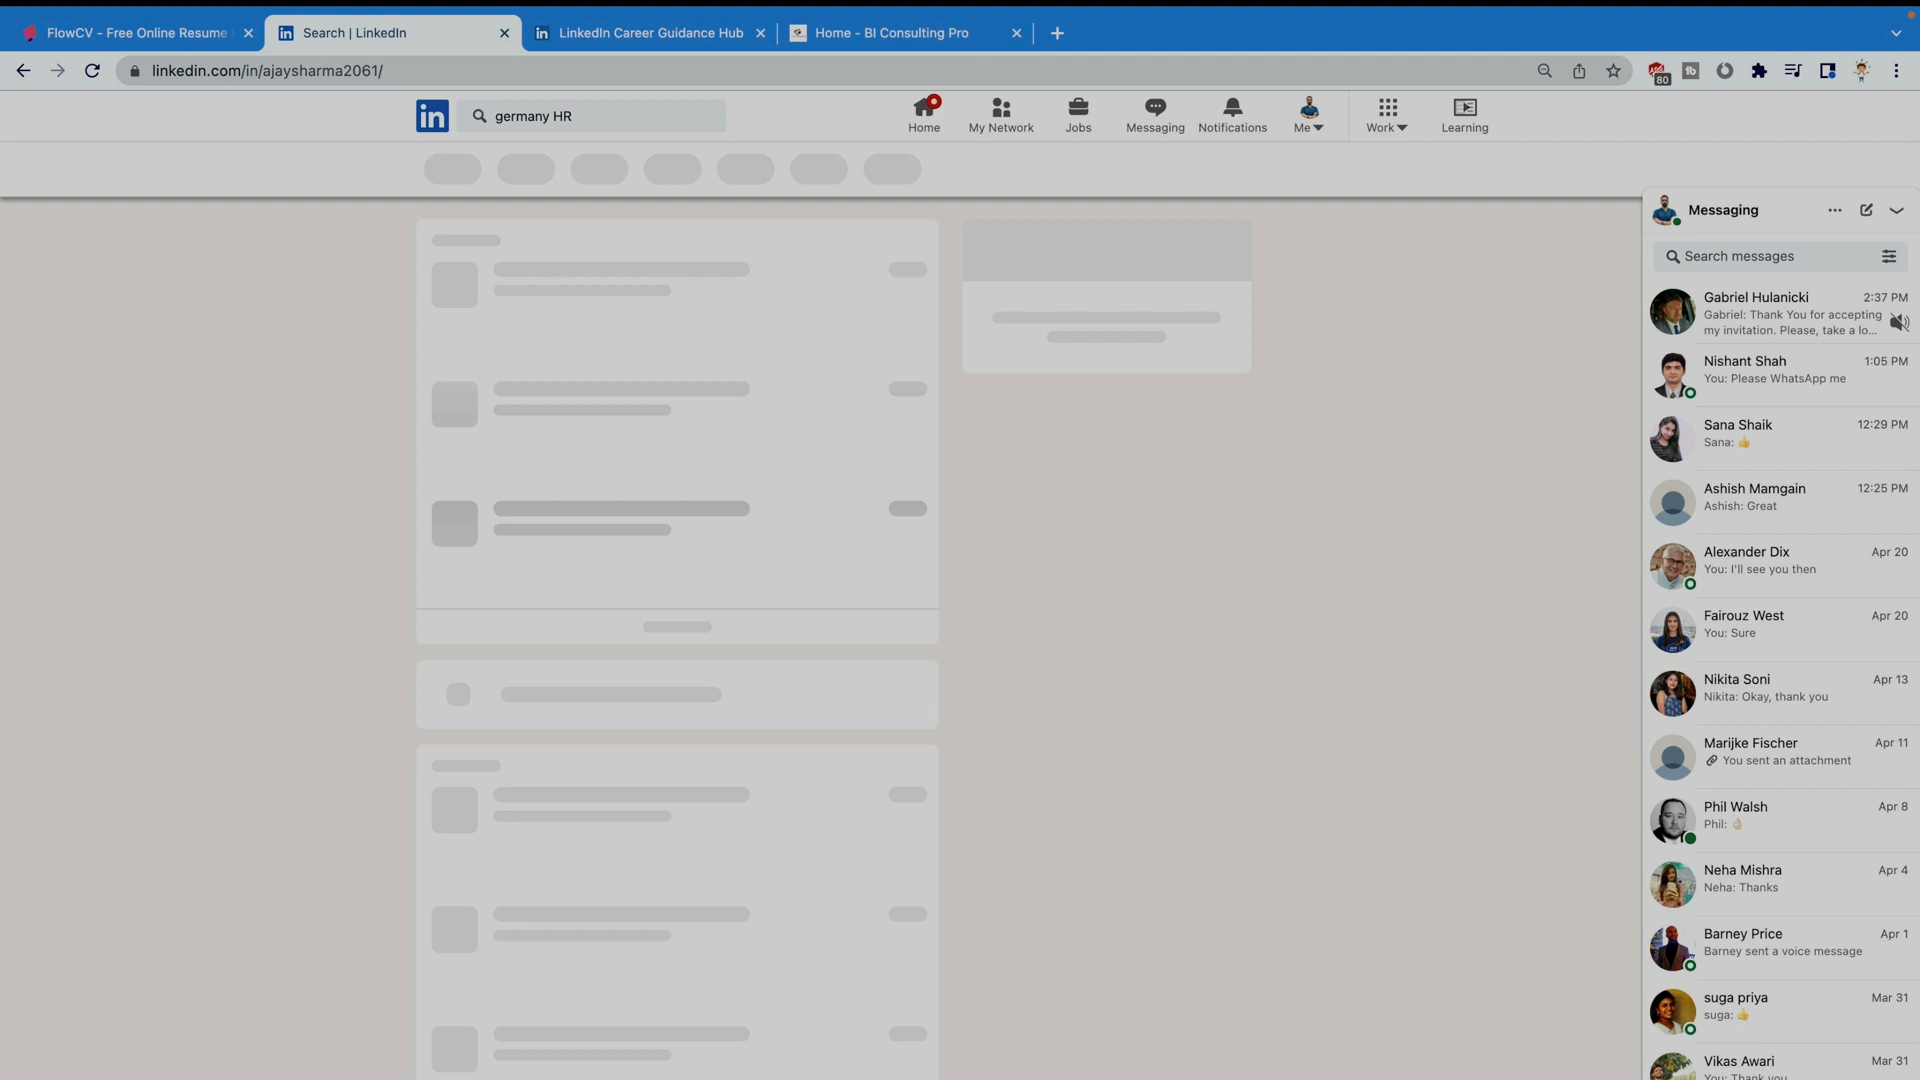 FlowCV - Free Online Resume
Search | LinkedIn
LinkedIn Career Guidance Hub
Home - BI Consulting Pro
linkedin.com/in/ajaysharma2061/
80
in
germany HR
Home
My Network
Jobs
Messaging
Notifications
Me
Work
Learning
Messaging
Search messages
Gabriel Hulanicki 2:37 PM
Gabriel: Thank You for accepting
my invitation. Please, take a lo...
Nishant Shah 1:05 PM
You: Please WhatsApp me
Sana Shaik 12:29 PM
Sana: 👍
Ashish Mamgain 12:25 PM
Ashish: Great
Alexander Dix Apr 20
You: I'll see you then
Fairouz West Apr 20
You: Sure
Nikita Soni Apr 13
Nikita: Okay, thank you
Marijke Fischer Apr 11
You sent an attachment
Phil Walsh Apr 8
Phil: 👌🏻
Neha Mishra Apr 4
Neha: Thanks
Barney Price Apr 1
Barney sent a voice message
suga priya Mar 31
suga: 👍
Vikas Awari Mar 31
You: Thank you